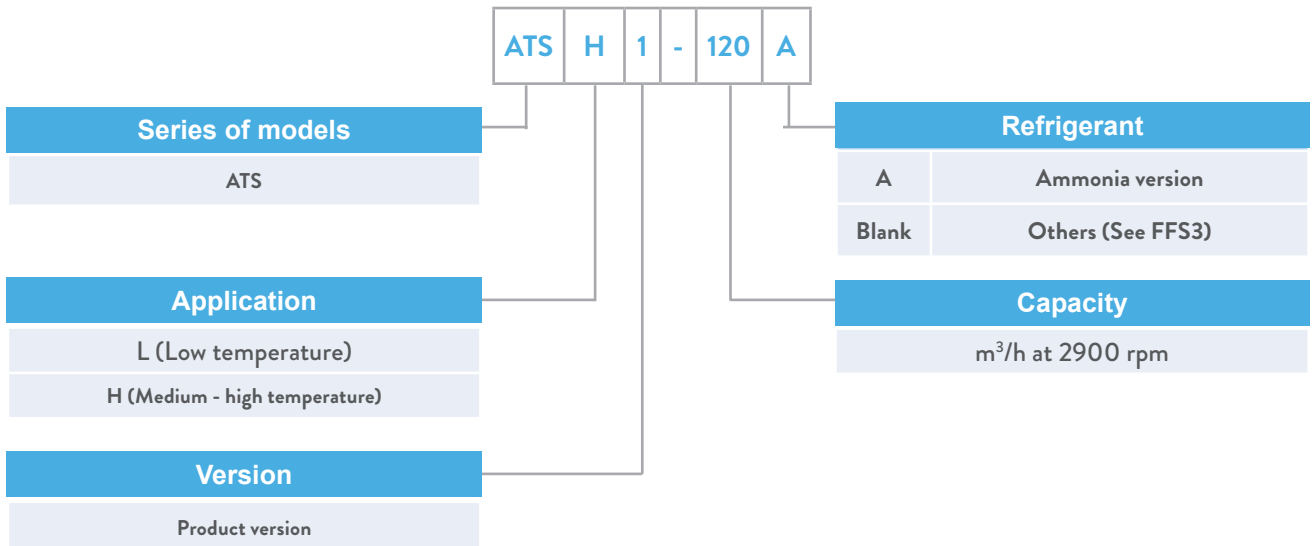 ATS H 1 - 120 A
Series of models
ATS
Application
L (Low temperature)
H (Medium - high temperature)
Version
Product version
Refrigerant
A Ammonia version
Blank Others (See FFS3)
Capacity
m³/h at 2900 rpm